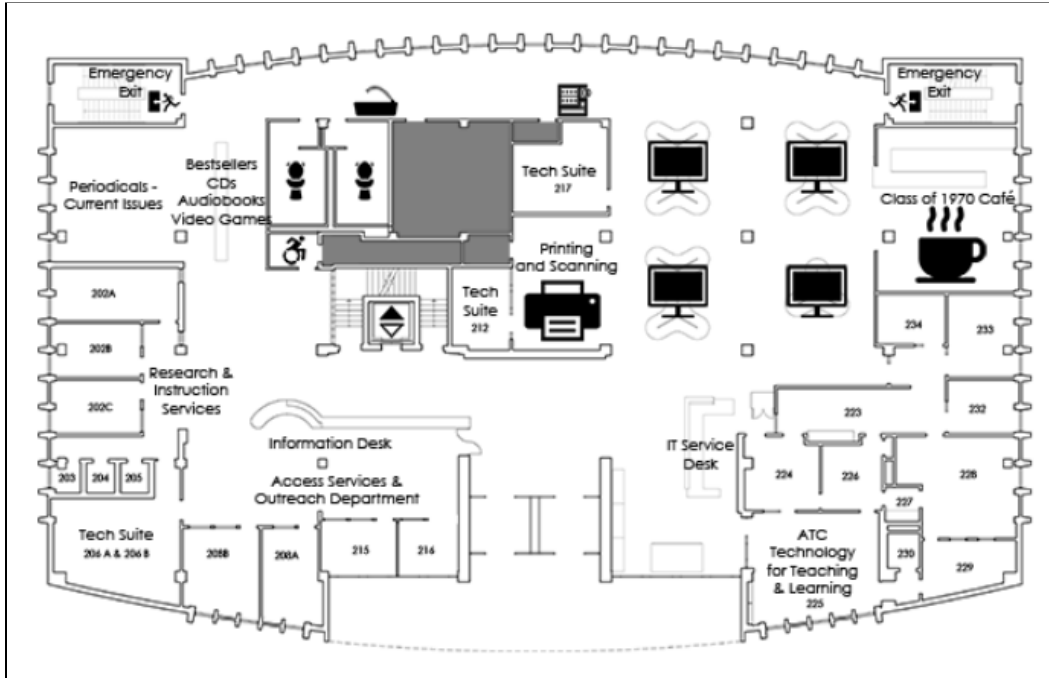 Emergency
Exit
Emergency
Exit
Periodicals -
Current Issues
Bestsellers
CDs
Audiobooks
Video Games
Tech Suite
217
Class of 1970 Café
Printing
and Scanning
Tech
Suite
212
202A
202B
202C
203
204
205
Research &
Instruction
Services
Information Desk
Access Services &
Outreach Department
Tech Suite
206 A & 206 B
208B
208A
215
216
IT Service
Desk
234
233
232
223
224
226
228
227
230
229
ATC
Technology
for Teaching
& Learning
225